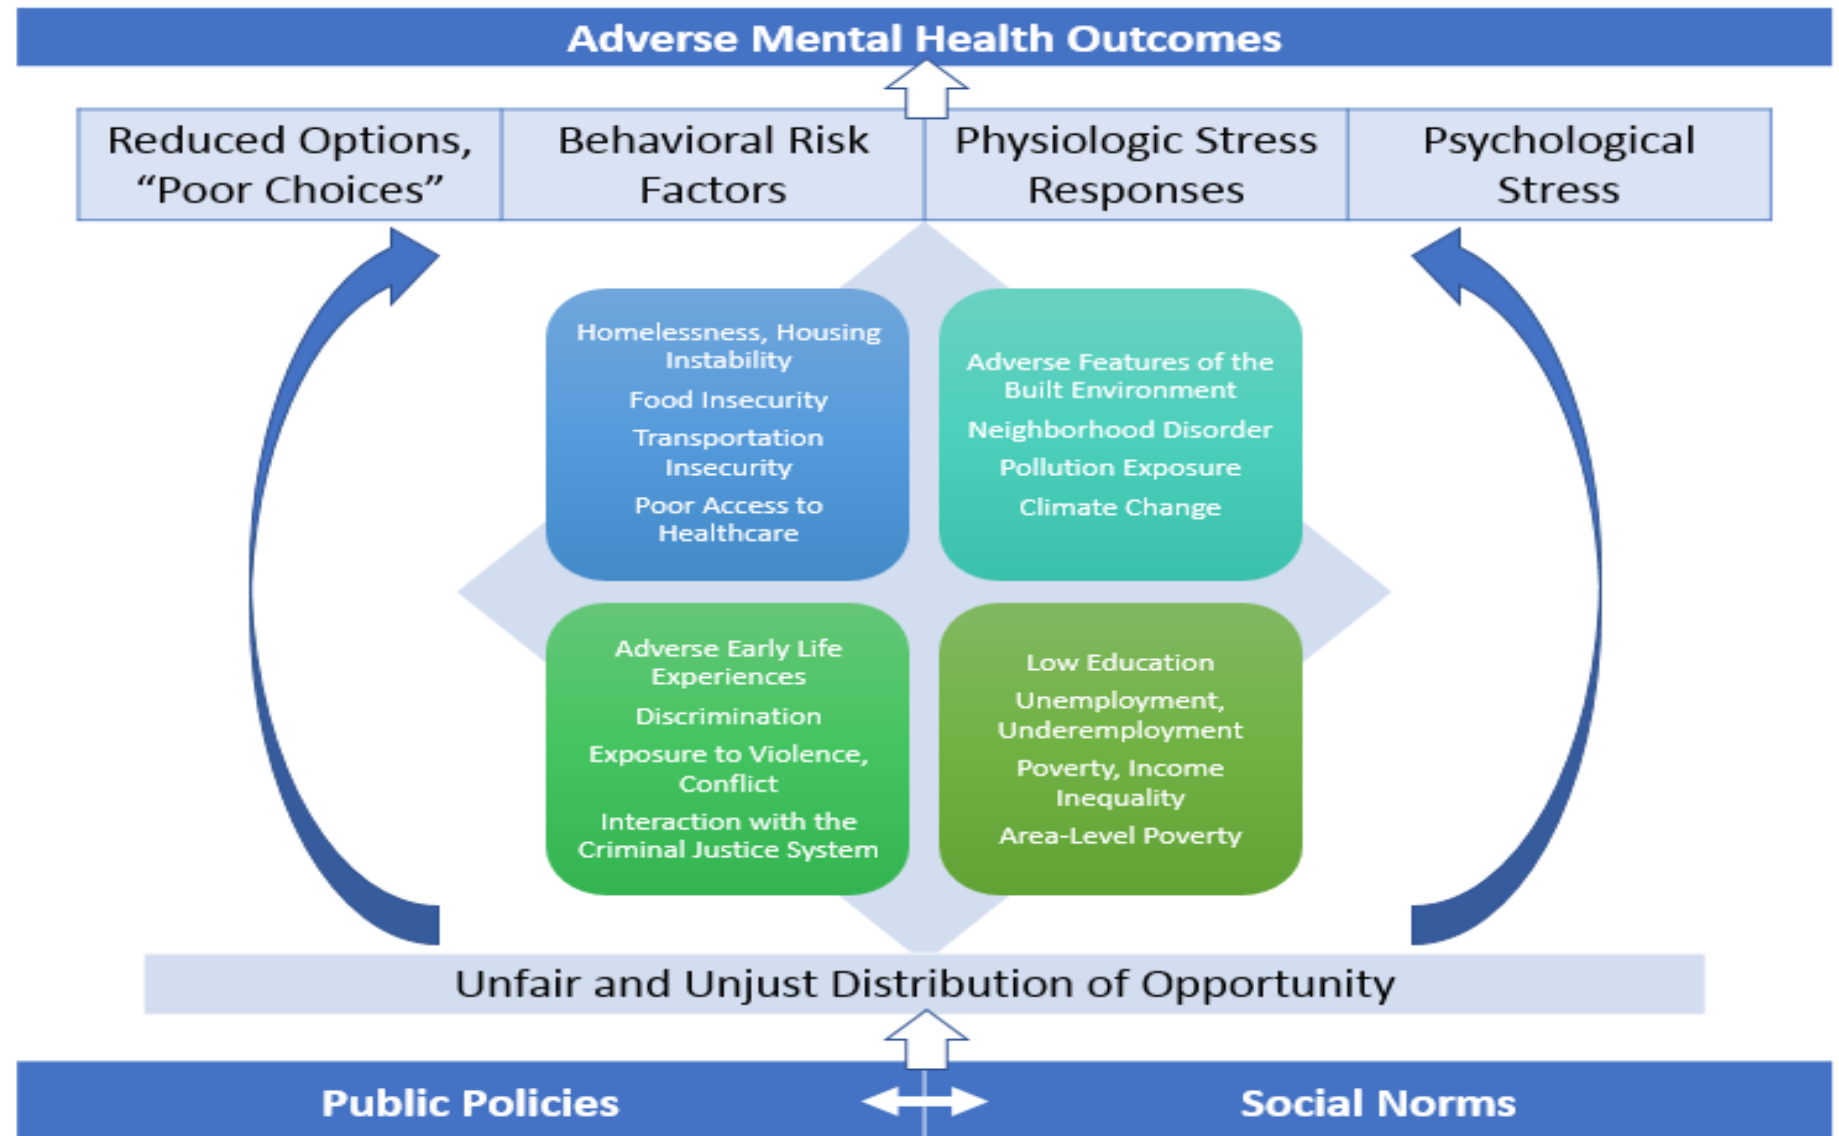 Adverse Mental Health Outcomes
Reduced Options,
“Poor Choices”
Behavioral Risk
Factors
Physiologic Stress
Responses
Psychological
Stress
Homelessness, Housing
Instability
Food Insecurity
Transportation
Insecurity
Poor Access to
Healthcare
Adverse Features of the
Built Environment
Neighborhood Disorder
Pollution Exposure
Climate Change
Adverse Early Life
Experiences
Discrimination
Exposure to Violence,
Conflict
Interaction with the
Criminal Justice System
Low Education
Unemployment,
Underemployment
Poverty, Income
Inequality
Area-Level Poverty
Unfair and Unjust Distribution of Opportunity
Public Policies
Social Norms